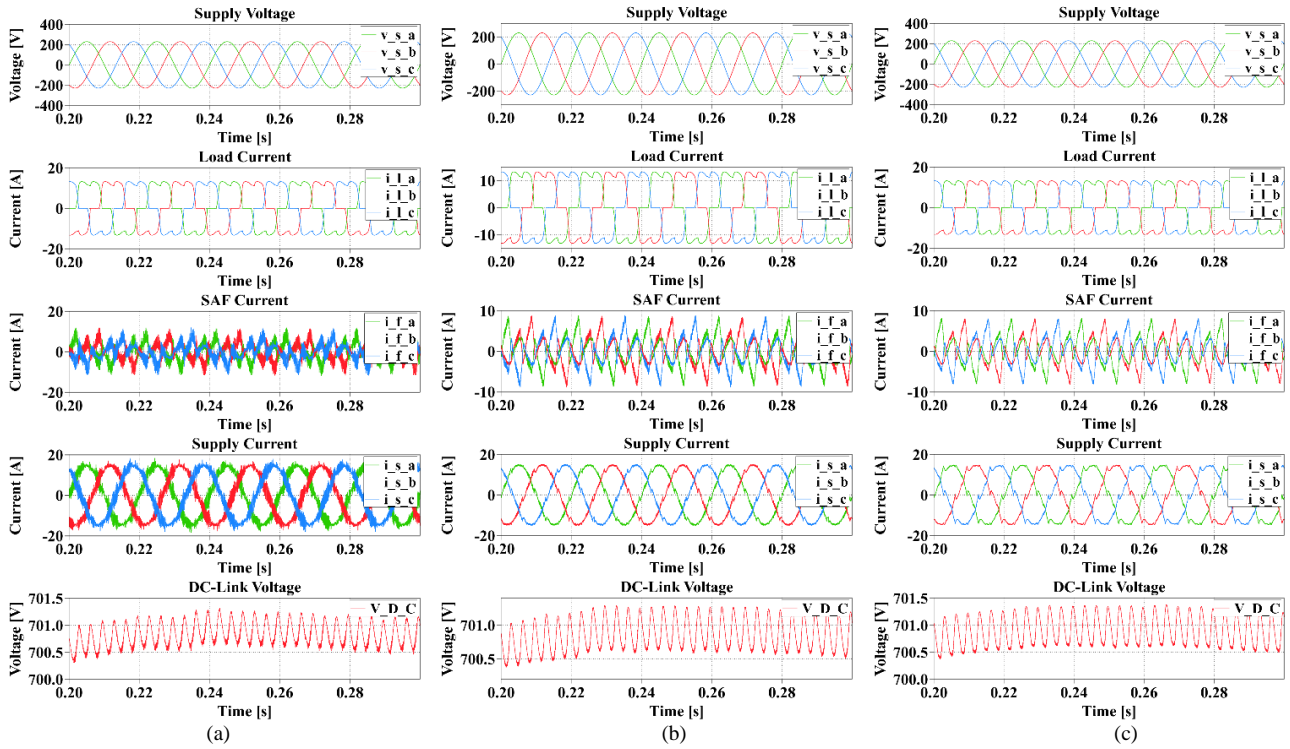 Supply Voltage
Voltage [V]
400
200
0
-200
-400
v_s_a
v_s_b
v_s_c
0.20 0.22 0.24 0.26 0.28
Time [s]
Load Current
Current [A]
20
0
-20
i_l_a
i_l_b
i_l_c
0.20 0.22 0.24 0.26 0.28
Time [s]
SAF Current
Current [A]
20
0
-20
i_f_a
i_f_b
i_f_c
0.20 0.22 0.24 0.26 0.28
Time [s]
Supply Current
Current [A]
20
0
-20
i_s_a
i_s_b
i_s_c
0.20 0.22 0.24 0.26 0.28
Time [s]
DC-Link Voltage
Voltage [V]
701.5
701.0
700.5
700.0
V_D_C
0.20 0.22 0.24 0.26 0.28
Time [s]
(a)
Supply Voltage
Voltage [V]
200
0
-200
v_s_a
v_s_b
v_s_c
0.20 0.22 0.24 0.26 0.28
Time [s]
Load Current
Current [A]
10
0
-10
i_l_a
i_l_b
i_l_c
0.20 0.22 0.24 0.26 0.28
Time [s]
SAF Current
Current [A]
10
0
-10
i_f_a
i_f_b
i_f_c
0.20 0.22 0.24 0.26 0.28
Time [s]
Supply Current
Current [A]
20
0
-20
i_s_a
i_s_b
i_s_c
0.20 0.22 0.24 0.26 0.28
Time [s]
DC-Link Voltage
Voltage [V]
701.0
700.5
V_D_C
0.20 0.22 0.24 0.26 0.28
Time [s]
(b)
Supply Voltage
Voltage [V]
400
200
0
-200
-400
v_s_a
v_s_b
v_s_c
0.20 0.22 0.24 0.26 0.28
Time [s]
Load Current
Current [A]
20
0
-20
i_l_a
i_l_b
i_l_c
0.20 0.22 0.24 0.26 0.28
Time [s]
SAF Current
Current [A]
10
0
-10
i_f_a
i_f_b
i_f_c
0.20 0.22 0.24 0.26 0.28
Time [s]
Supply Current
Current [A]
20
0
-20
i_s_a
i_s_b
i_s_c
0.20 0.22 0.24 0.26 0.28
Time [s]
DC-Link Voltage
Voltage [V]
701.5
701.0
700.5
700.0
V_D_C
0.20 0.22 0.24 0.26 0.28
Time [s]
(c)